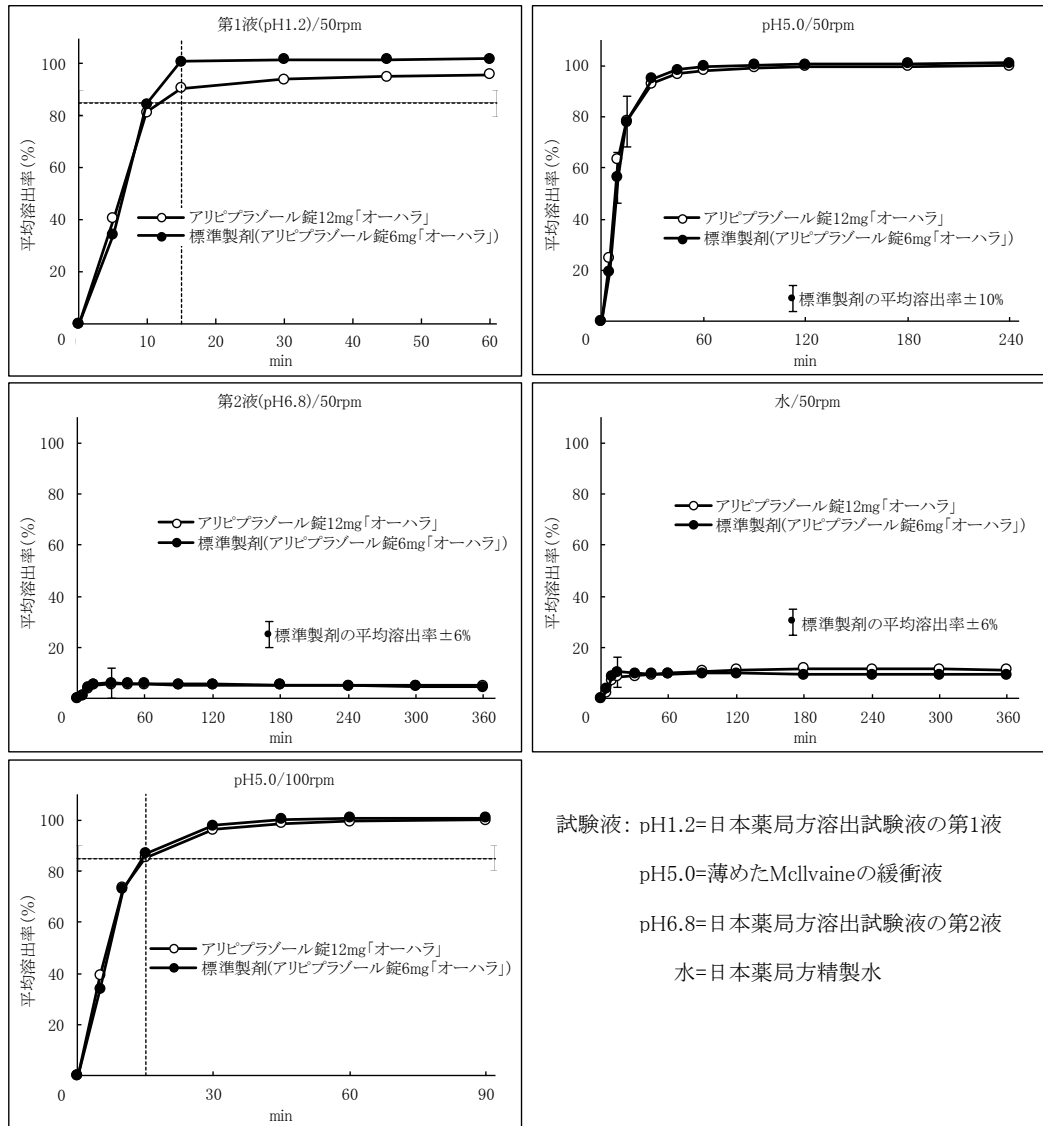 第1液(pH1.2)/50rpm
平均溶出率(%)
100
80
60
40
20
0
アリピプラゾール錠12mg「オーハラ」
標準製剤(アリピプラゾール錠6mg「オーハラ」)
10 20 30 40 50 60
min
pH5.0/50rpm
平均溶出率(%)
100
80
60
40
20
0
アリピプラゾール錠12mg「オーハラ」
標準製剤(アリピプラゾール錠6mg「オーハラ」)
標準製剤の平均溶出率±10%
60 120 180 240
min
第2液(pH6.8)/50rpm
平均溶出率(%)
100
80
60
40
20
0
アリピプラゾール錠12mg「オーハラ」
標準製剤(アリピプラゾール錠6mg「オーハラ」)
標準製剤の平均溶出率±6%
60 120 180 240 300 360
min
水/50rpm
平均溶出率(%)
100
80
60
40
20
0
アリピプラゾール錠12mg「オーハラ」
標準製剤(アリピプラゾール錠6mg「オーハラ」)
標準製剤の平均溶出率±6%
60 120 180 240 300 360
min
pH5.0/100rpm
平均溶出率(%)
100
80
60
40
20
0
アリピプラゾール錠12mg「オーハラ」
標準製剤(アリピプラゾール錠6mg「オーハラ」)
30 60 90
min
試験液: pH1.2=日本薬局方溶出試験液の第1液
pH5.0=薄めたMcllvaineの緩衝液
pH6.8=日本薬局方溶出試験液の第2液
水=日本薬局方精製水